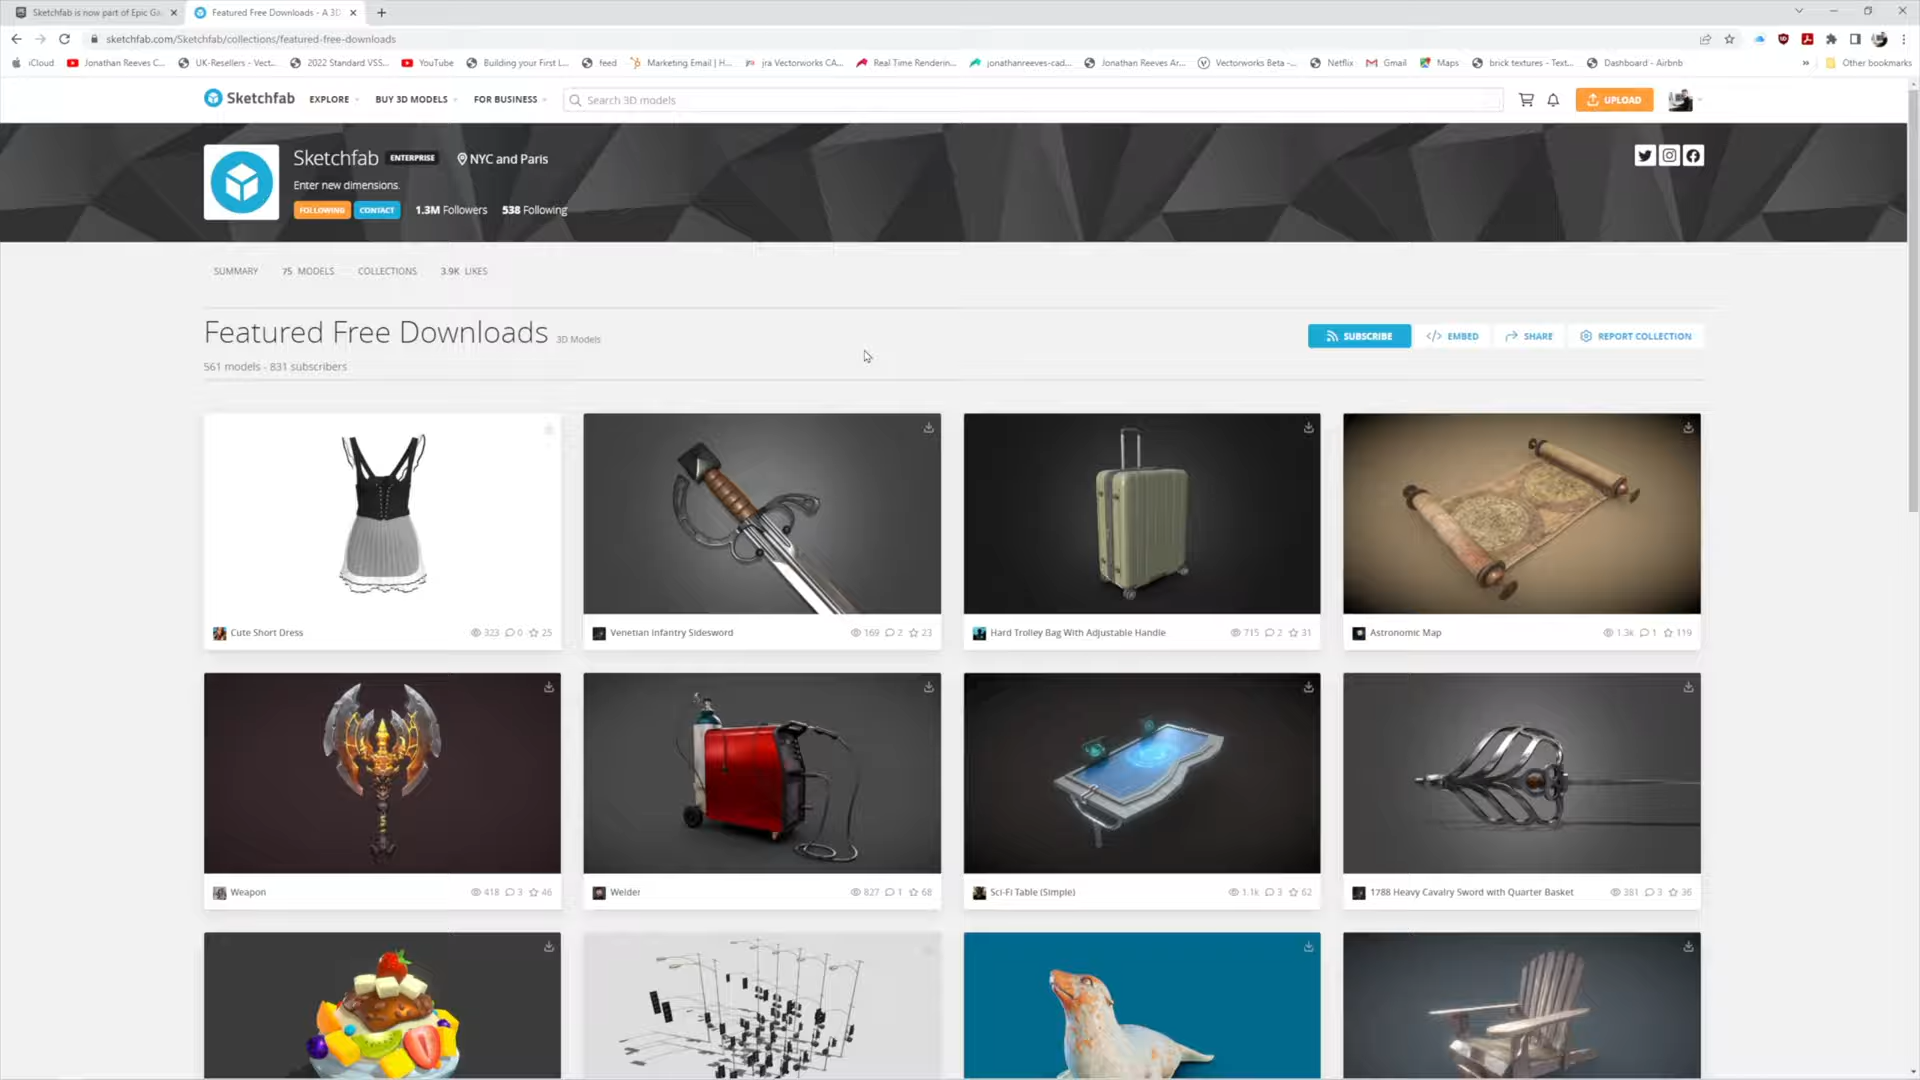 Sketchfab is now part of Epic Ga
Featured Free Downloads - A 3D
sketchfab.com/Sketchfab/collections/featured-free-downloads
iCloud
Jonathan Reeves C...
UK-Resellers - Vect...
2022 Standard VSS...
YouTube
Building your First L...
feed
Marketing Email | H...
jra Vectorworks CA...
Real Time Renderin...
jonathanreeves-cad...
Jonathan Reeves Ar...
Vectorworks Beta -...
Netflix
Gmail
Maps
brick textures - Text...
Dashboard - Airbnb
»
Other bookmarks
Sketchfab
EXPLORE
BUY 3D MODELS
FOR BUSINESS
Search 3D models
UPLOAD
Sketchfab ENTERPRISE NYC and Paris
Enter new dimensions.
FOLLOWING CONTACT 1.3M Followers 538 Following
SUMMARY 75 MODELS COLLECTIONS 3.9K LIKES
Featured Free Downloads 3D Models
SUBSCRIBE </> EMBED SHARE REPORT COLLECTION
561 models - 831 subscribers
Cute Short Dress 323 0 25
Venetian Infantry Sidesword 169 2 23
Hard Trolley Bag With Adjustable Handle 715 2 31
Astronomic Map 1.3k 1 119
Weapon 418 3 46
Welder 827 1 68
Sci-Fi Table (Simple) 1.1k 3 62
1788 Heavy Cavalry Sword with Quarter Basket 381 3 36